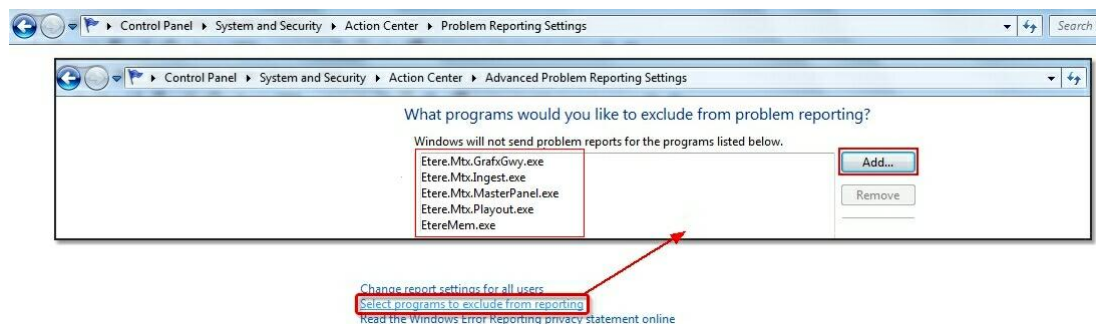 Control Panel ▸ System and Security ▸ Action Center ▸ Problem Reporting Settings
Search
Control Panel ▸ System and Security ▸ Action Center ▸ Advanced Problem Reporting Settings
What programs would you like to exclude from problem reporting?
Windows will not send problem reports for the programs listed below.
Etere.Mtx.GrafxGwy.exe
Add...
Etere.Mtx.Ingest.exe
Etere.Mtx.MasterPanel.exe
Remove
Etere.Mtx.Playout.exe
EtereMem.exe
Change report settings for all users
Select programs to exclude from reporting
Read the Windows Error Reporting privacy statement online